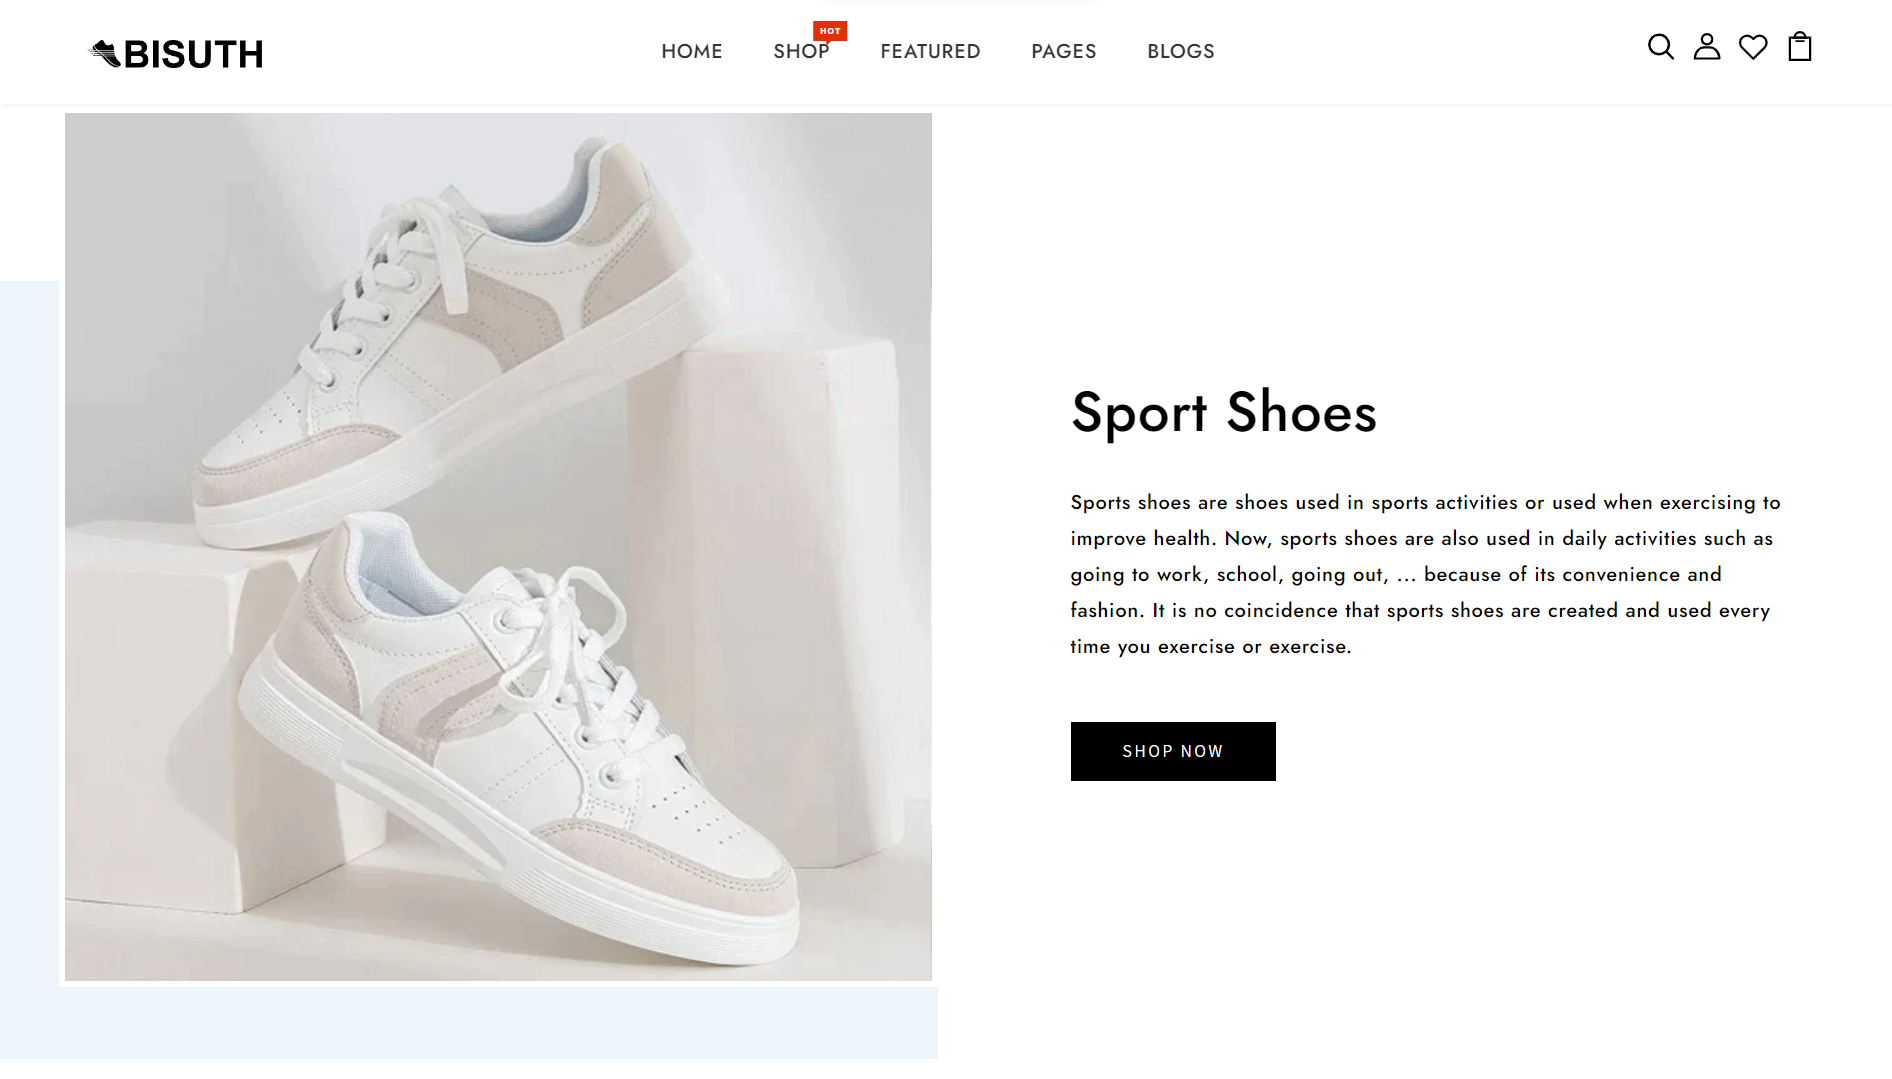 BISUTH
HOME
SHOP
HOT
FEATURED
PAGES
BLOGS
Sport Shoes
Sports shoes are shoes used in sports activities or used when exercising to
improve health. Now, sports shoes are also used in daily activities such as
going to work, school, going out, ... because of its convenience and
fashion. It is no coincidence that sports shoes are created and used every
time you exercise or exercise.
SHOP NOW